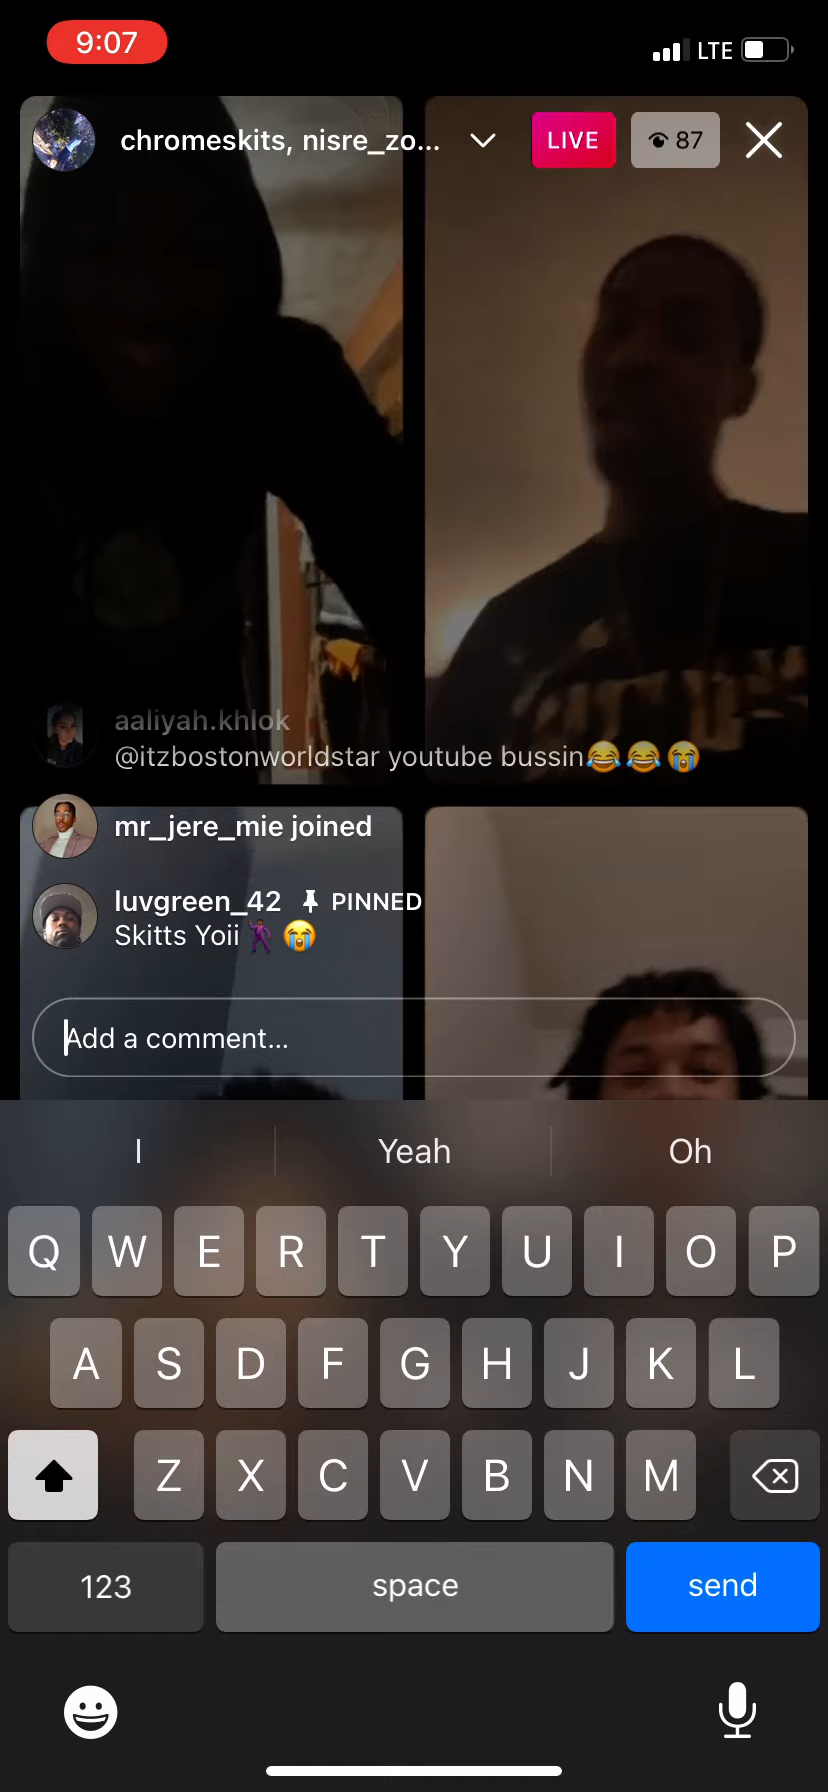 9:07
LTE
chromeskits, nisre_zo...
LIVE
87
aaliyah.khlok
@itzbostonworldstar youtube bussin😂😂😭
mr_jere_mie joined
luvgreen_42 PINNED
Skitts Yoii🕺🏿😭
Add a comment...
I Yeah Oh
Q W E R T Y U I O P
A S D F G H J K L
Z X C V B N M
123 space send